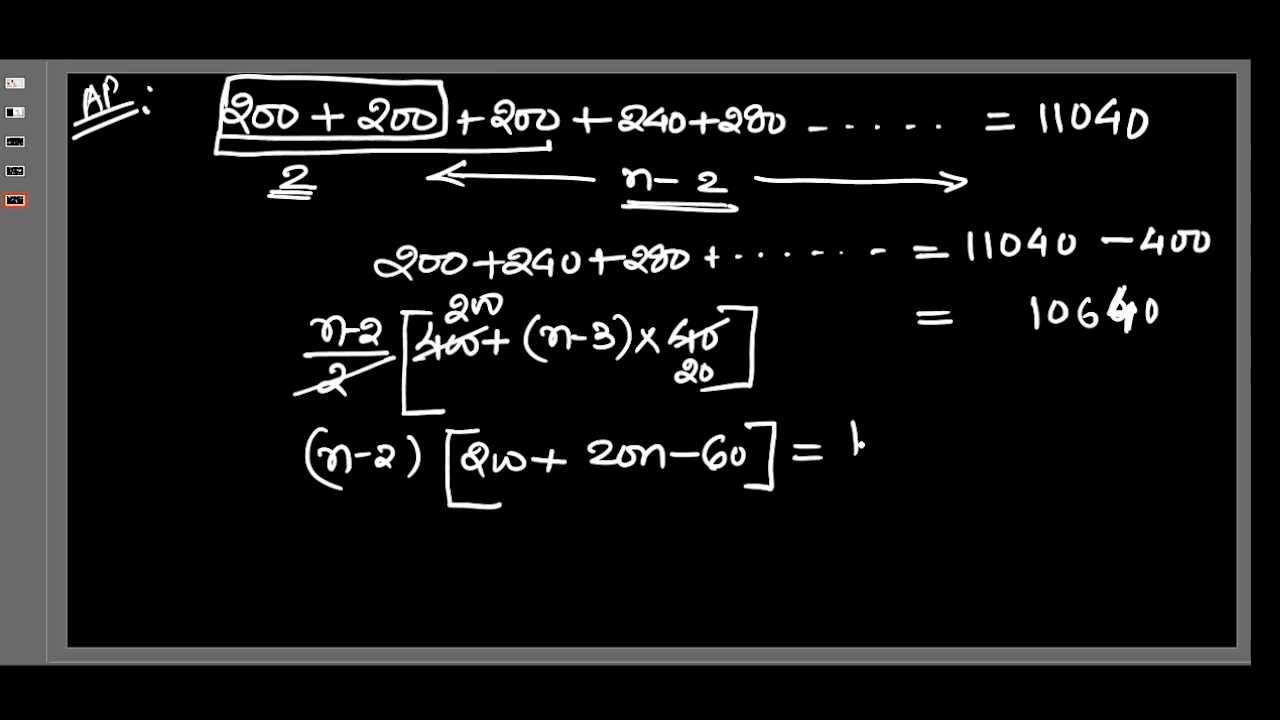 AP: 200 + 200 + 200 + 240 + 280 - ..... = 11040
2 n-2
200 + 240 + 280 + ...... - = 11040 - 400
200
n-2/2 [400 + (n-3) × 40] = 10640
20
(n-2) [200 + 20n - 60] = 1